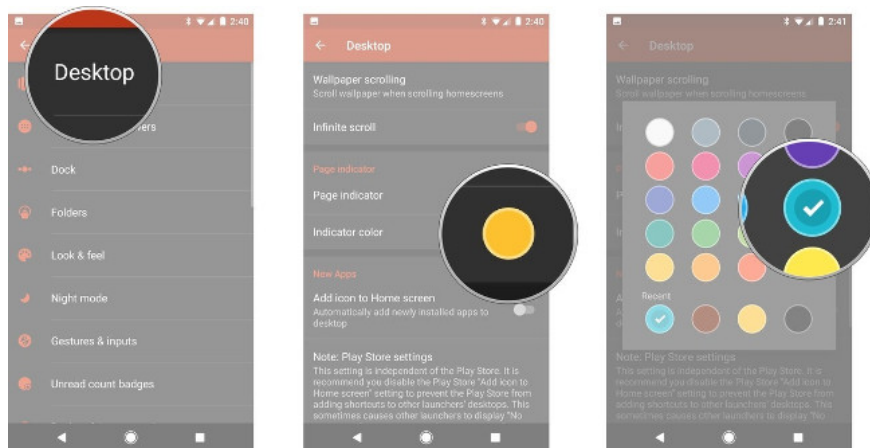 2:40
Desktop
ers
Dock
Folders
Look & feel
Night mode
Gestures & inputs
Unread count badges
2:40
Desktop
Wallpaper scrolling
Scroll wallpaper when scrolling homescreens
Infinite scroll
Page indicator
Page indicator
Indicator color
New Apps
Add icon to Home screen
Automatically add newly installed apps to
desktop
Note: Play Store settings
This setting is independent of the Play Store. It is
recommend you disable the Play Store "Add icon to
Home screen" setting to prevent the Play Store from
adding shortcuts to other launchers' desktops. This
sometimes causes other launchers to display "No
2:41
Desktop
Wallpaper scrolling
Scroll wallpaper when scrolling homescreens
Recent
Note: Play Store settings
This setting is independent of the Play Store. It is
recommend you disable the Play Store "Add icon to
Home screen" setting to prevent the Play Store from
adding shortcuts to other launchers' desktops. This
sometimes causes other launchers to display "No